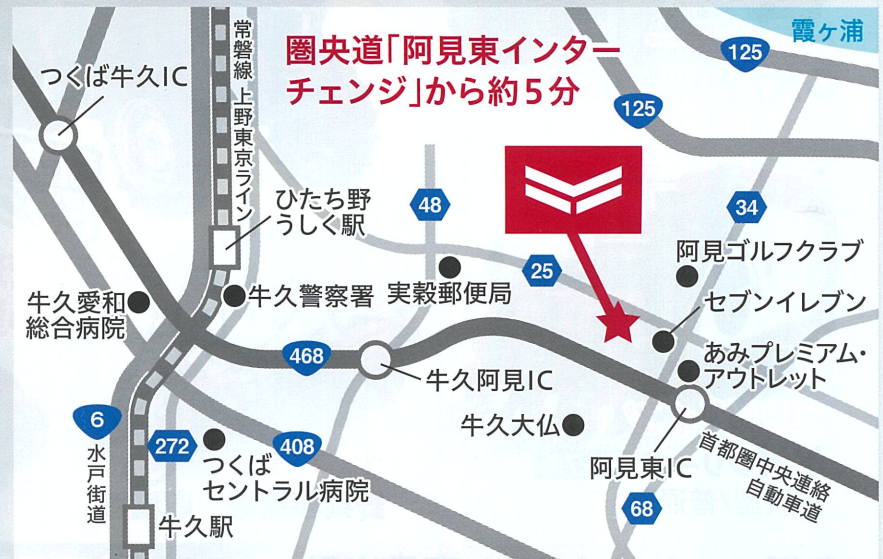 圏央道「阿見東インター
チェンジ」から約5分
霞ヶ浦
125
125
つくば牛久IC
常磐線 上野東京ライン
ひたち野
うしく駅
48
34
25
阿見ゴルフクラブ
セブンイレブン
あみプレミアム・
アウトレット
牛久愛和
総合病院
牛久警察署
実穀郵便局
468
牛久阿見IC
牛久大仏
阿見東IC
首都圏中央連絡
自動車道
6
水戸街道
272
つくば
セントラル病院
408
68
牛久駅